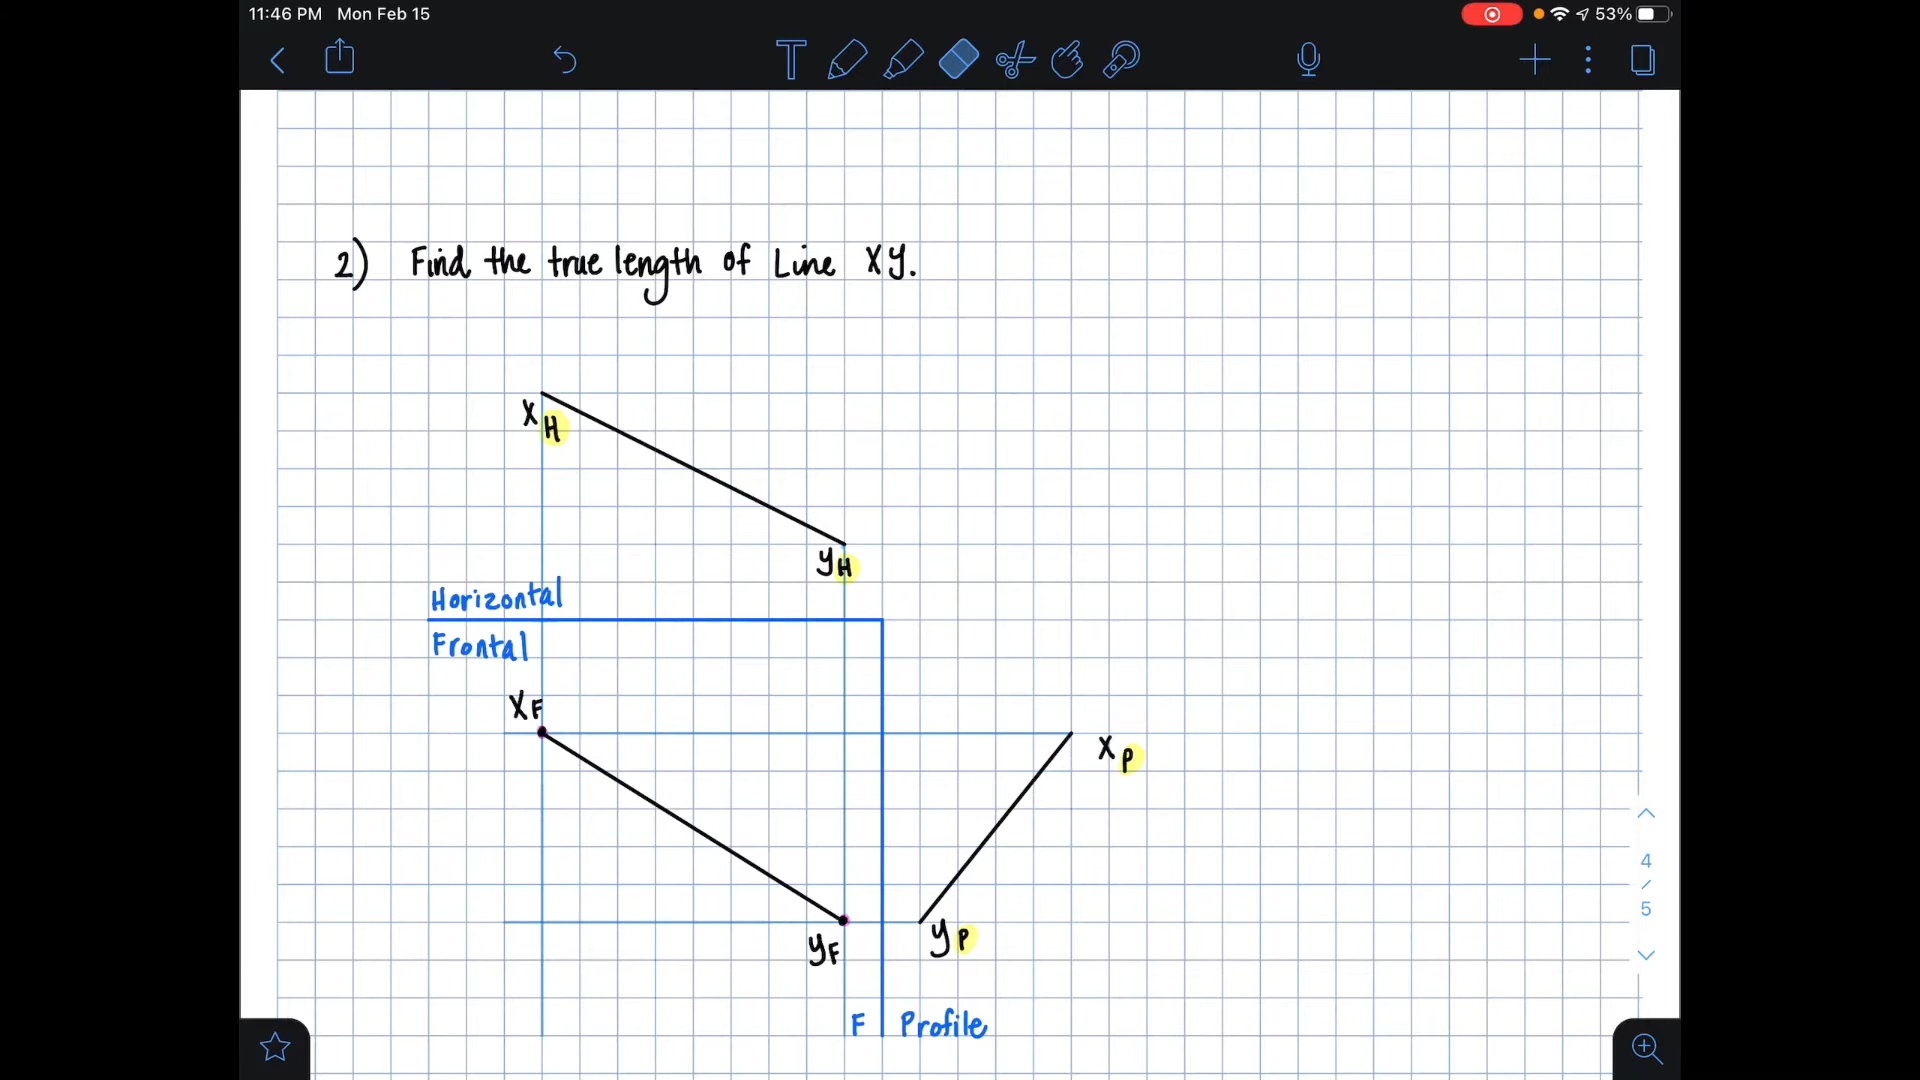 11:46 PM Mon Feb 15
53%
T
2) Find the true length of Line XY.
XH
YH
Horizontal
Frontal
XF
XP
YF
YP
F Profile
4
/
5